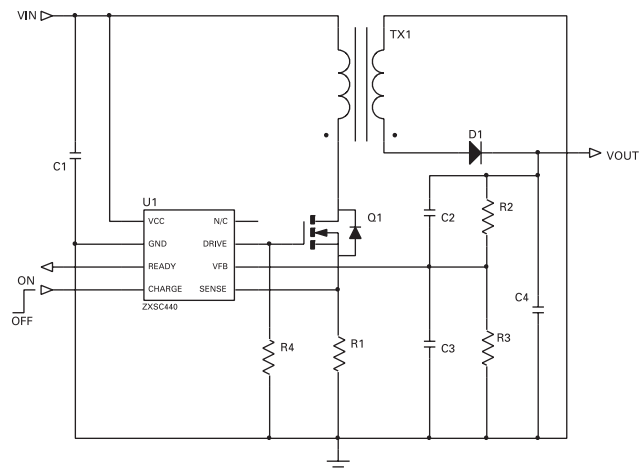 VIN
TX1
D1
VOUT
C1
U1
VCC
N/C
Q1
C2
R2
GND
DRIVE
READY
VFB
ON
CHARGE
SENSE
C4
OFF
ZXSC440
R4
R1
C3
R3